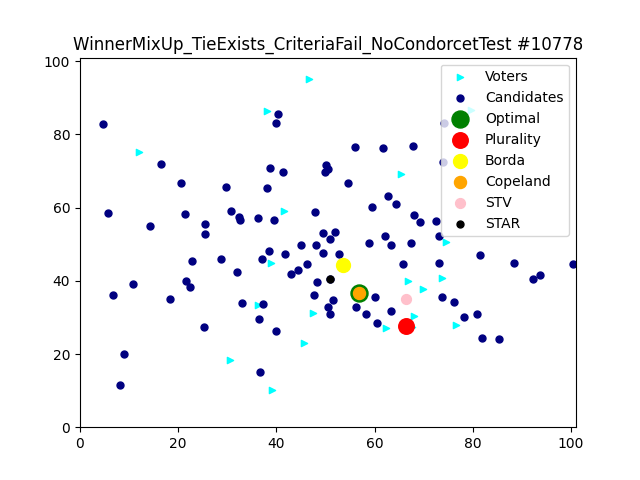 WinnerMixUp_TieExists_CriteriaFail_NoCondorcetTest #10778
100
80
60
40
20
0
0 20 40 60 80 100
Voters
Candidates
Optimal
Plurality
Borda
Copeland
STV
STAR